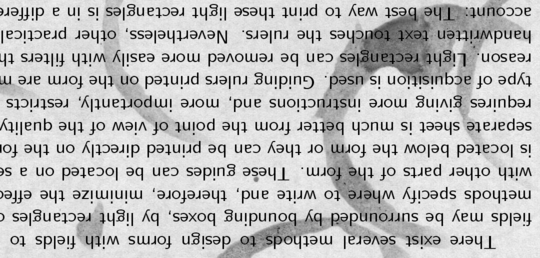 There exist several methods to design forms with fields to
fields may be surrounded by bounding boxes, by light rectangles
methods specify where to write and, therefore, minimize the effec
with other parts of the form. These guides can be located on a se
is located below the form or they can be printed directly on the fo
separate sheet is much better from the point of view of the quality
requires giving more instructions and, more importantly, restricts
type of acquisition is used. Guiding rulers printed on the form are m
reason. Light rectangles can be removed more easily with filters th
handwritten text touches the rulers. Nevertheless, other practical
account: The best way to print these light rectangles is in a differe